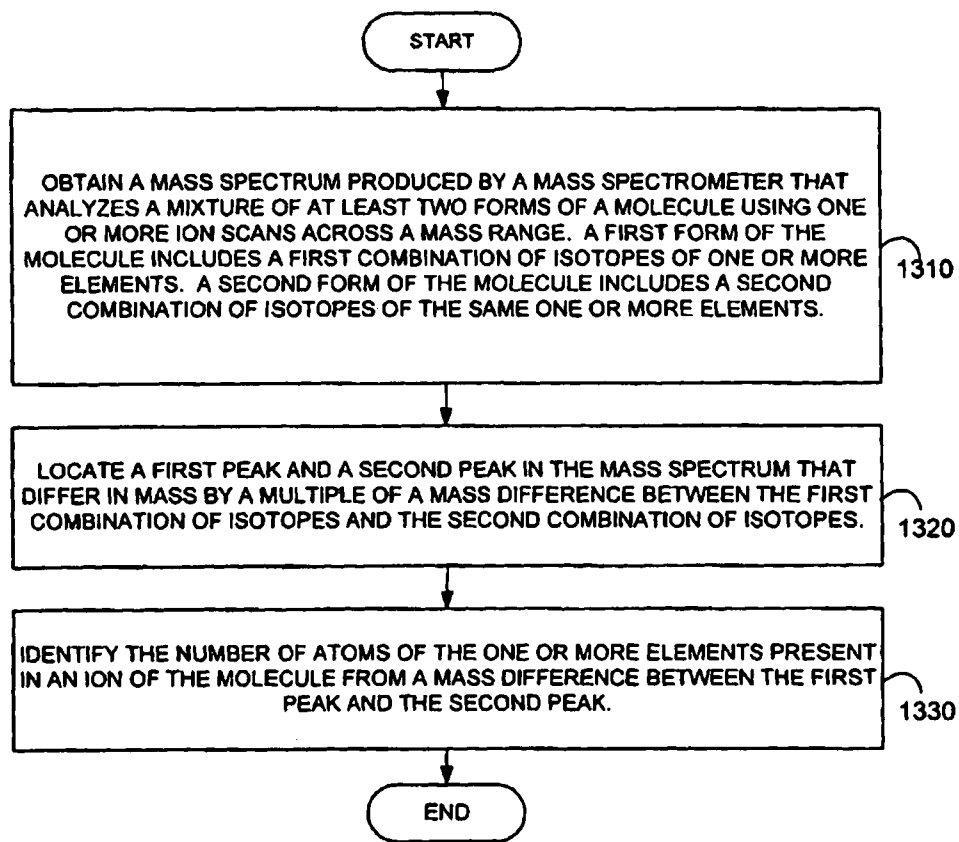 START
OBTAIN A MASS SPECTRUM PRODUCED BY A MASS SPECTROMETER THAT
ANALYZES A MIXTURE OF AT LEAST TWO FORMS OF A MOLECULE USING ONE
OR MORE ION SCANS ACROSS A MASS RANGE. A FIRST FORM OF THE
MOLECULE INCLUDES A FIRST COMBINATION OF ISOTOPES OF ONE OR MORE
ELEMENTS. A SECOND FORM OF THE MOLECULE INCLUDES A SECOND
COMBINATION OF ISOTOPES OF THE SAME ONE OR MORE ELEMENTS.
1310
LOCATE A FIRST PEAK AND A SECOND PEAK IN THE MASS SPECTRUM THAT
DIFFER IN MASS BY A MULTIPLE OF A MASS DIFFERENCE BETWEEN THE FIRST
COMBINATION OF ISOTOPES AND THE SECOND COMBINATION OF ISOTOPES.
1320
IDENTIFY THE NUMBER OF ATOMS OF THE ONE OR MORE ELEMENTS PRESENT
IN AN ION OF THE MOLECULE FROM A MASS DIFFERENCE BETWEEN THE FIRST
PEAK AND THE SECOND PEAK.
1330
END